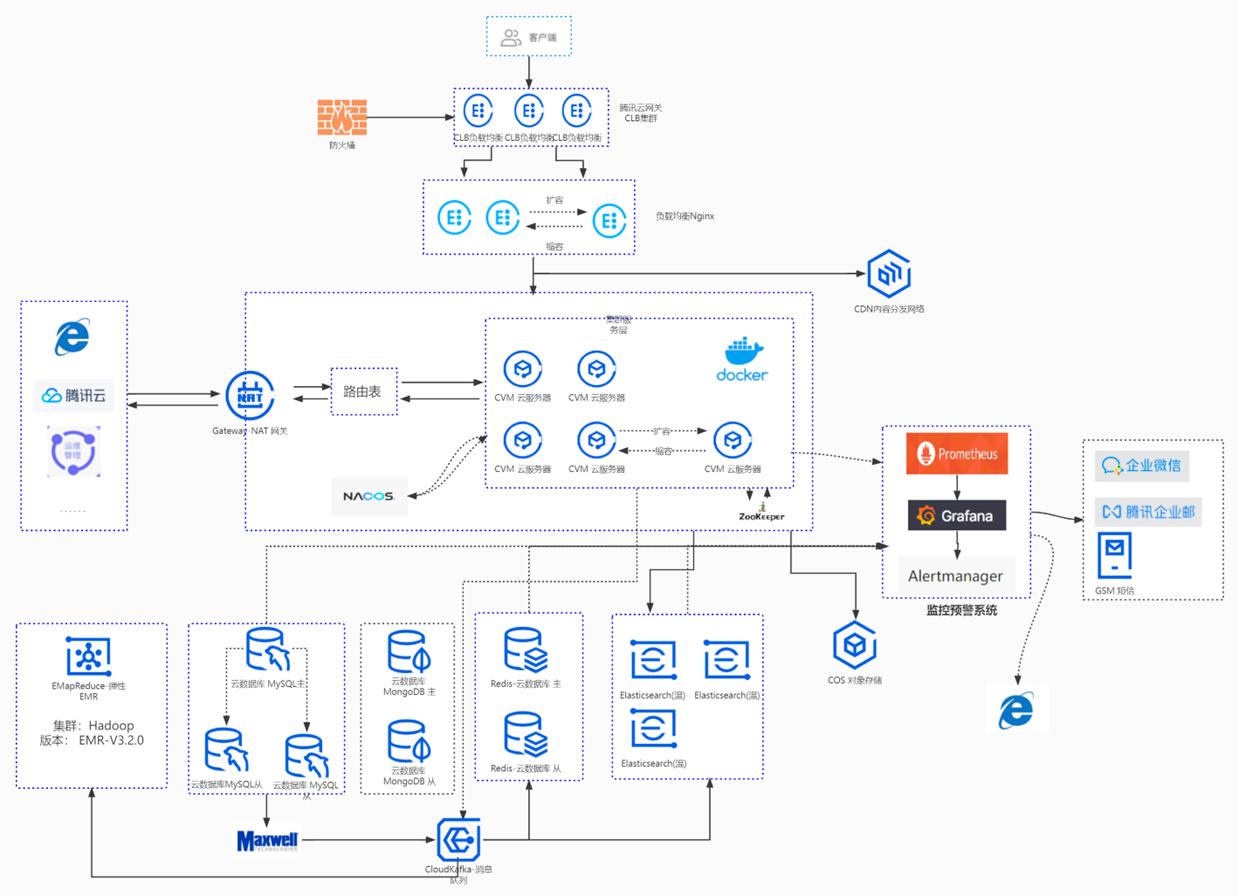 客户端
腾讯云网关
CLB集群
CLB负载均衡
CLB负载均衡
CLB负载均衡
防火墙
扩容
缩容
负载均衡Nginx
CDN内容分发网络
集群服
务层
腾讯云
运维
管理
......
NAT
Gateway-NAT 网关
路由表
CVM 云服务器
CVM 云服务器
docker
CVM 云服务器
CVM 云服务器
扩容
缩容
CVM 云服务器
NACOS.
ZooKeeper
Prometheus
Grafana
Alertmanager
监控预警系统
企业微信
腾讯企业邮
GSM 短信
EMapReduce-弹性
EMR
集群：Hadoop
版本： EMR-V3.2.0
云数据库 MySQL主
云数据库MySQL从
云数据库 MySQL
从
云数据库
MongoDB 主
云数据库
MongoDB 从
Redis-云数据库 主
Redis-云数据库 从
Elasticsearch(温)
Elasticsearch(温)
Elasticsearch(温)
COS 对象存储
Maxwell
TECHNOLOGIES
CloudKafka-消息
队列